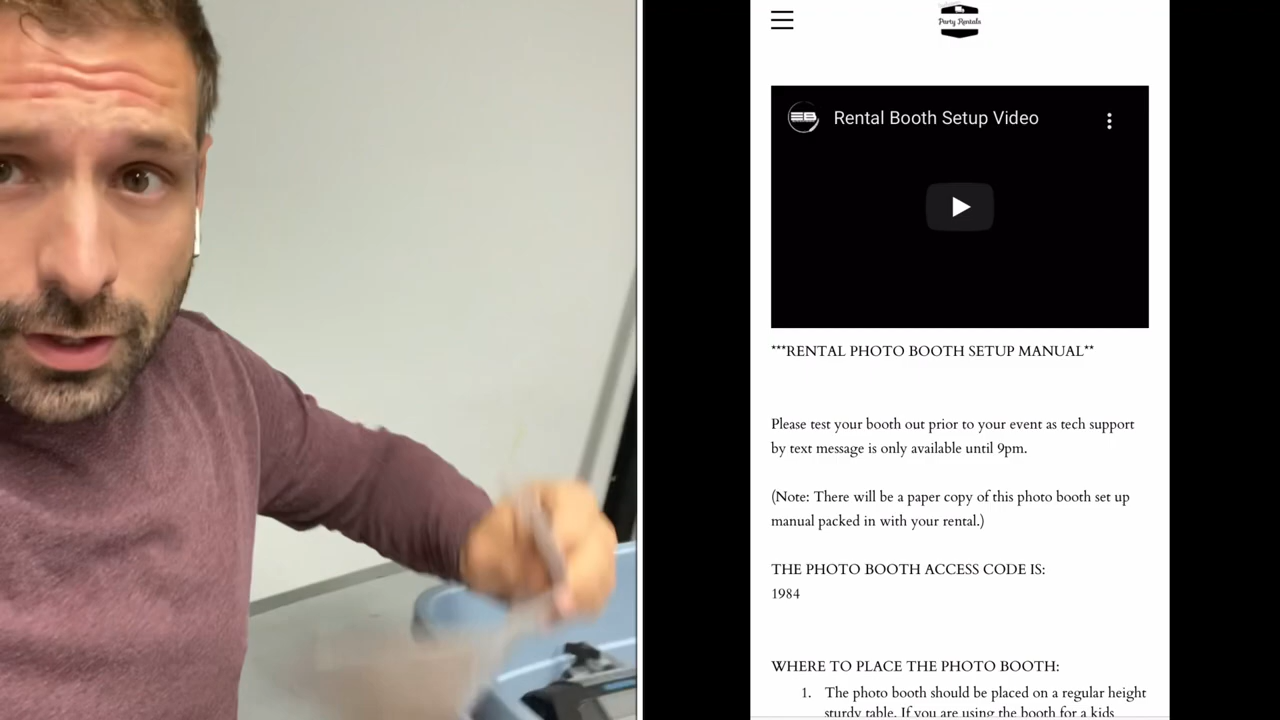 Party Rentals
EB
Rental Booth Setup Video
***RENTAL PHOTO BOOTH SETUP MANUAL**
Please test your booth out prior to your event as tech support
by text message is only available until 9pm.
(Note: There will be a paper copy of this photo booth set up
manual packed in with your rental.)
THE PHOTO BOOTH ACCESS CODE IS:
1984
WHERE TO PLACE THE PHOTO BOOTH:
1. The photo booth should be placed on a regular height
sturdy table. If you are using the booth for a kids